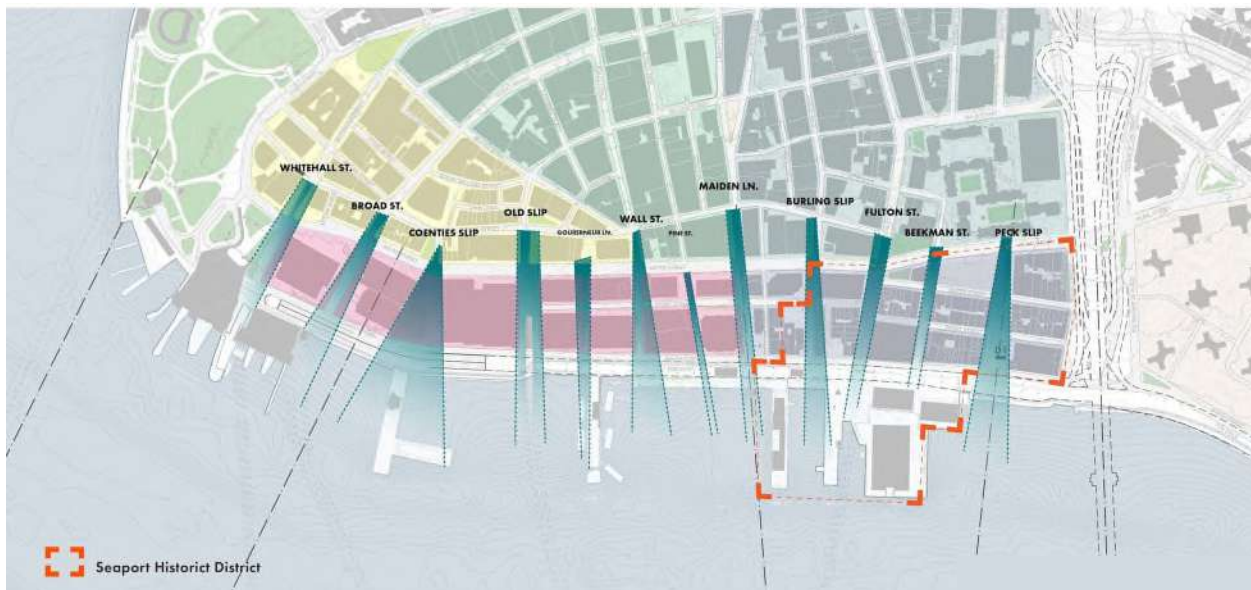 WHITEHALL ST.
BROAD ST.
COENTIES SLIP
OLD SLIP
GOUERNEUR LN.
WALL ST.
PINE ST.
MAIDEN LN.
BURLING SLIP
FULTON ST.
BEEKMAN ST.
PECK SLIP
Seaport Historict District